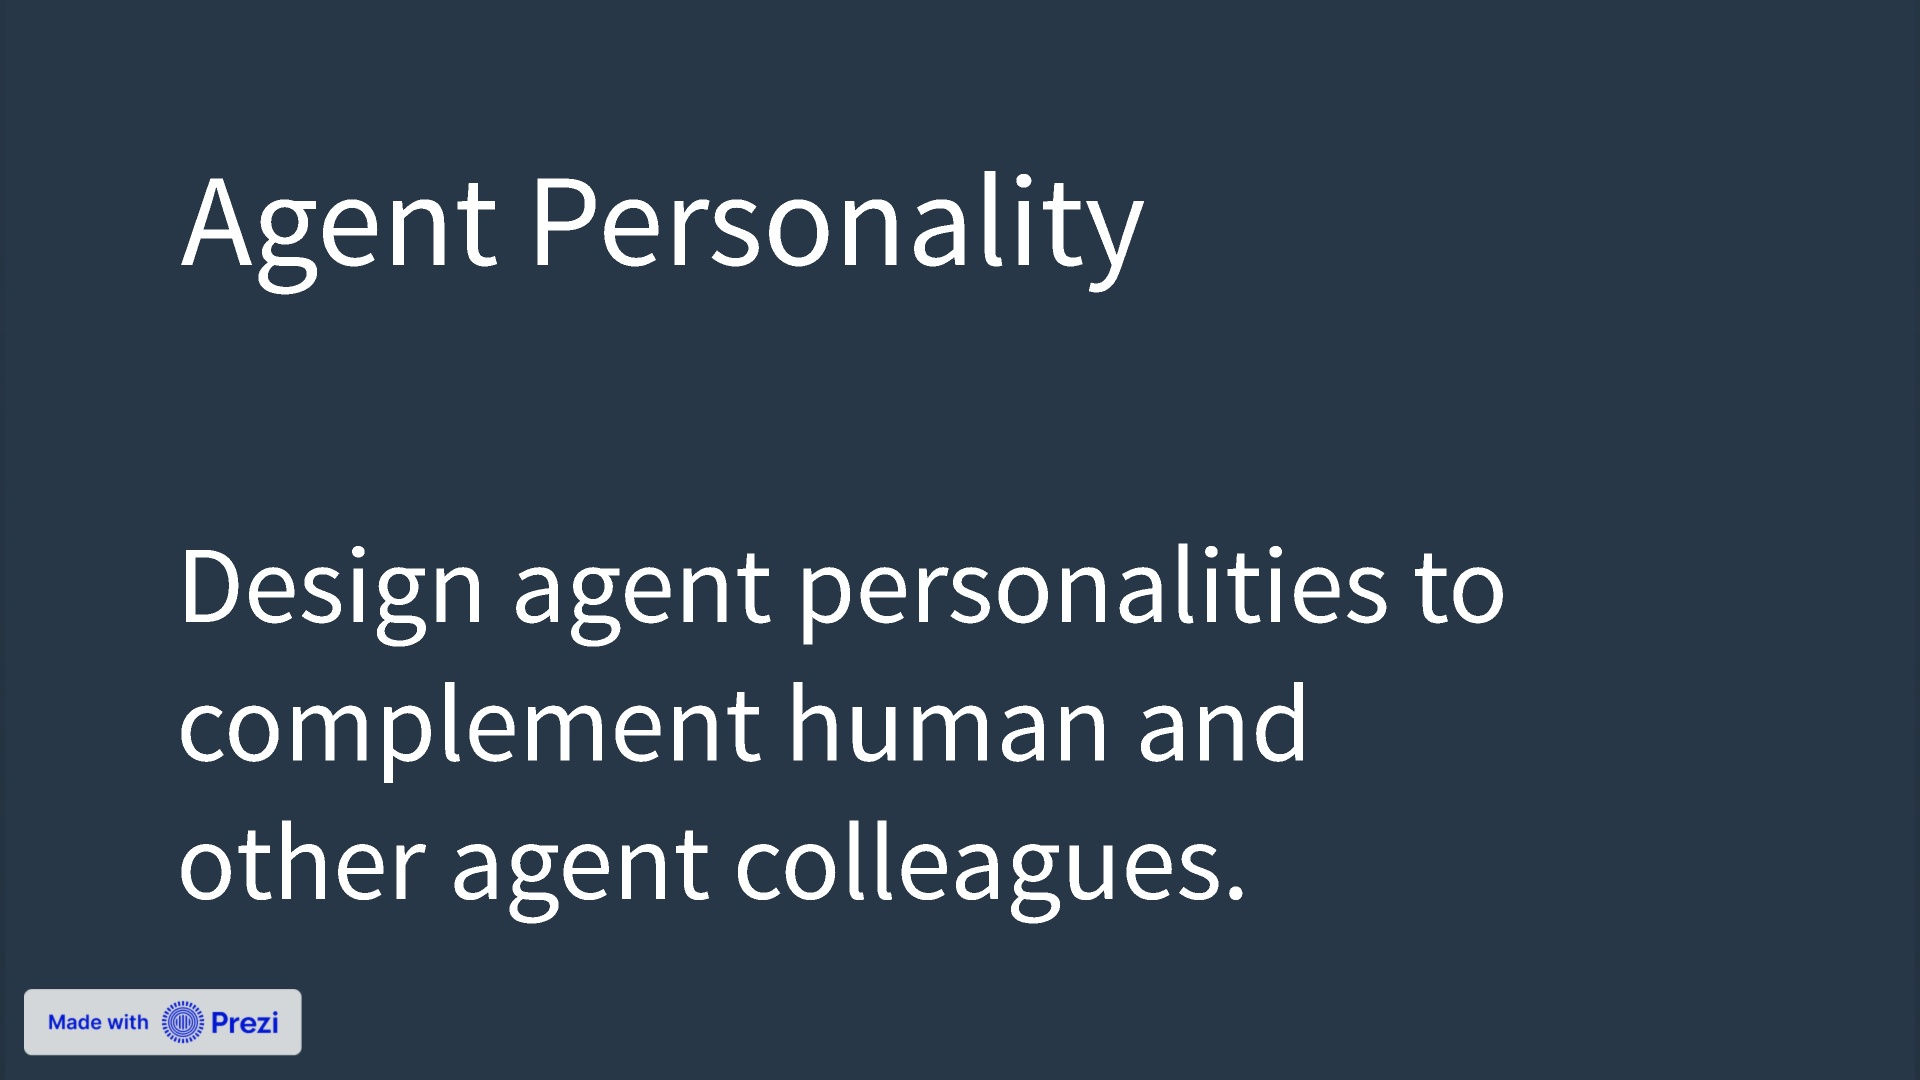 Agent Personality
Design agent personalities to
complement human and
other agent colleagues.
Made with Prezi